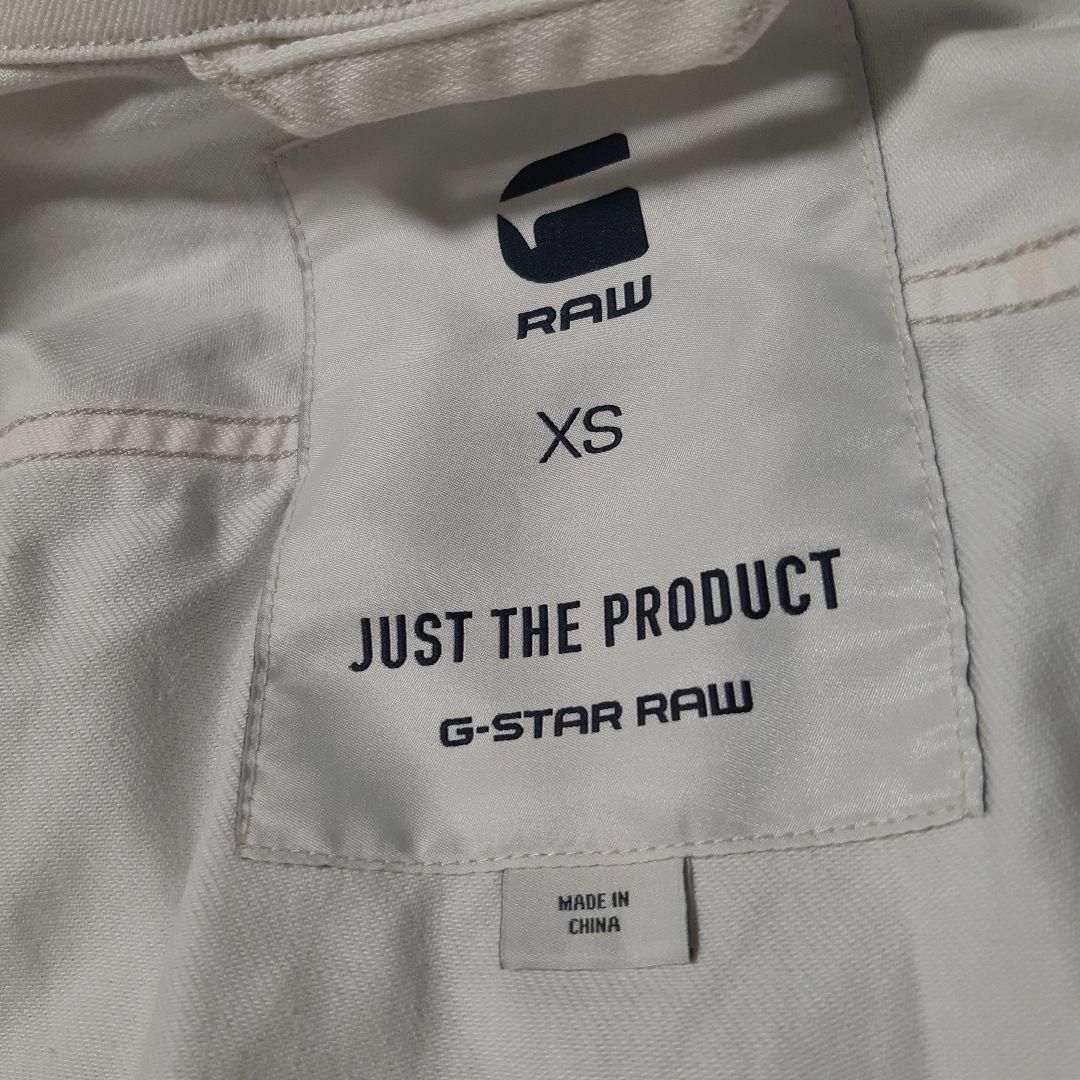 RAW
XS
JUST THE PRODUCT
G-STAR RAW
MADE IN
CHINA